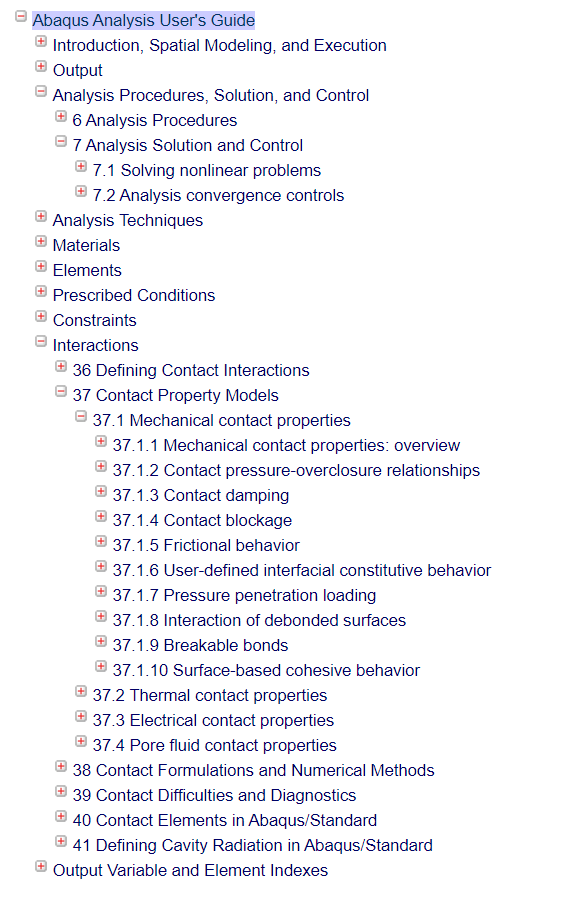 Abaqus Analysis User's Guide
Introduction, Spatial Modeling, and Execution
Output
Analysis Procedures, Solution, and Control
6 Analysis Procedures
7 Analysis Solution and Control
7.1 Solving nonlinear problems
7.2 Analysis convergence controls
Analysis Techniques
Materials
Elements
Prescribed Conditions
Constraints
Interactions
36 Defining Contact Interactions
37 Contact Property Models
37.1 Mechanical contact properties
37.1.1 Mechanical contact properties: overview
37.1.2 Contact pressure-overclosure relationships
37.1.3 Contact damping
37.1.4 Contact blockage
37.1.5 Frictional behavior
37.1.6 User-defined interfacial constitutive behavior
37.1.7 Pressure penetration loading
37.1.8 Interaction of debonded surfaces
37.1.9 Breakable bonds
37.1.10 Surface-based cohesive behavior
37.2 Thermal contact properties
37.3 Electrical contact properties
37.4 Pore fluid contact properties
38 Contact Formulations and Numerical Methods
39 Contact Difficulties and Diagnostics
40 Contact Elements in Abaqus/Standard
41 Defining Cavity Radiation in Abaqus/Standard
Output Variable and Element Indexes